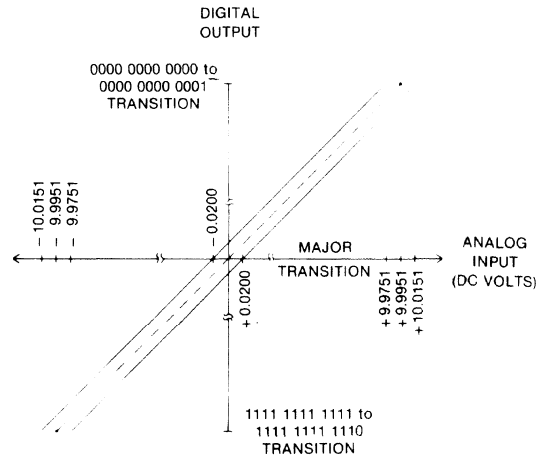 DIGITAL
OUTPUT
0000 0000 0000 to
0000 0000 0001
TRANSITION
- 10.0151
- 9.9951
- 9.9751
- 0.0200
MAJOR
TRANSITION
ANALOG
INPUT
(DC VOLTS)
+ 0.0200
+ 9.9751
+ 9.9951
+ 10.0151
1111 1111 1111 to
1111 1111 1110
TRANSITION